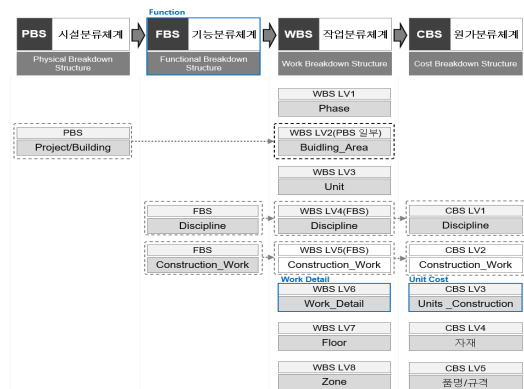 Function
PBS 시설분류체계
FBS 기능분류체계
WBS 작업분류체계
CBS 원가분류체계
Physical Breakdown
Structure
Functional Breakdown
Structure
Work Breakdown Structure
Cost Breakdown Structure
WBS LV1
Phase
PBS
Project/Building
WBS LV2(PBS 일부)
Buidling_Area
WBS LV3
Unit
FBS
Discipline
WBS LV4(FBS)
Discipline
CBS LV1
Discipline
FBS
Construction_Work
WBS LV5(FBS)
Construction_Work
CBS LV2
Construction_Work
Work Detail
WBS LV6
Work_Detail
Unit Cost
CBS LV3
Units _Construction
WBS LV7
Floor
CBS LV4
자재
WBS LV8
Zone
CBS LV5
품명/규격